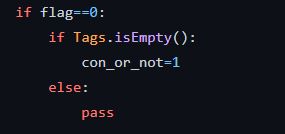 if flag==0:
    if Tags.isEmpty():
        con_or_not=1
    else:
        pass